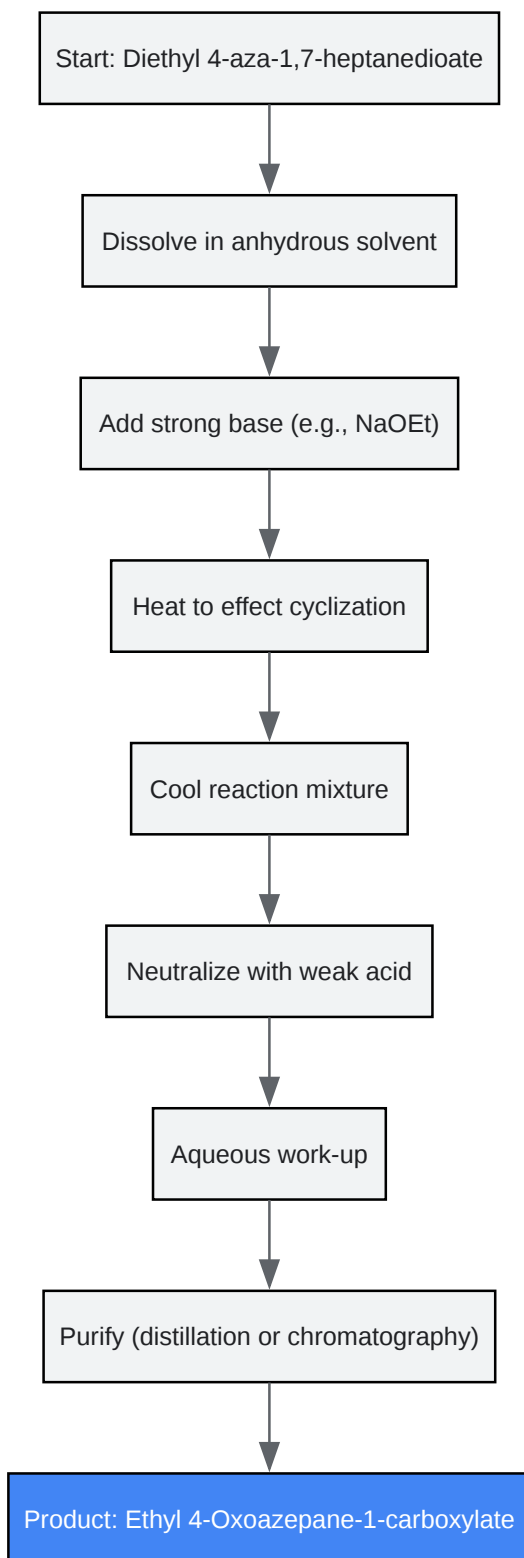 Start: Diethyl 4-aza-1,7-heptanedioate
Dissolve in anhydrous solvent
Add strong base (e.g., NaOEt)
Heat to effect cyclization
Cool reaction mixture
Neutralize with weak acid
Aqueous work-up
Purify (distillation or chromatography)
Product: Ethyl 4-Oxoazepane-1-carboxylate